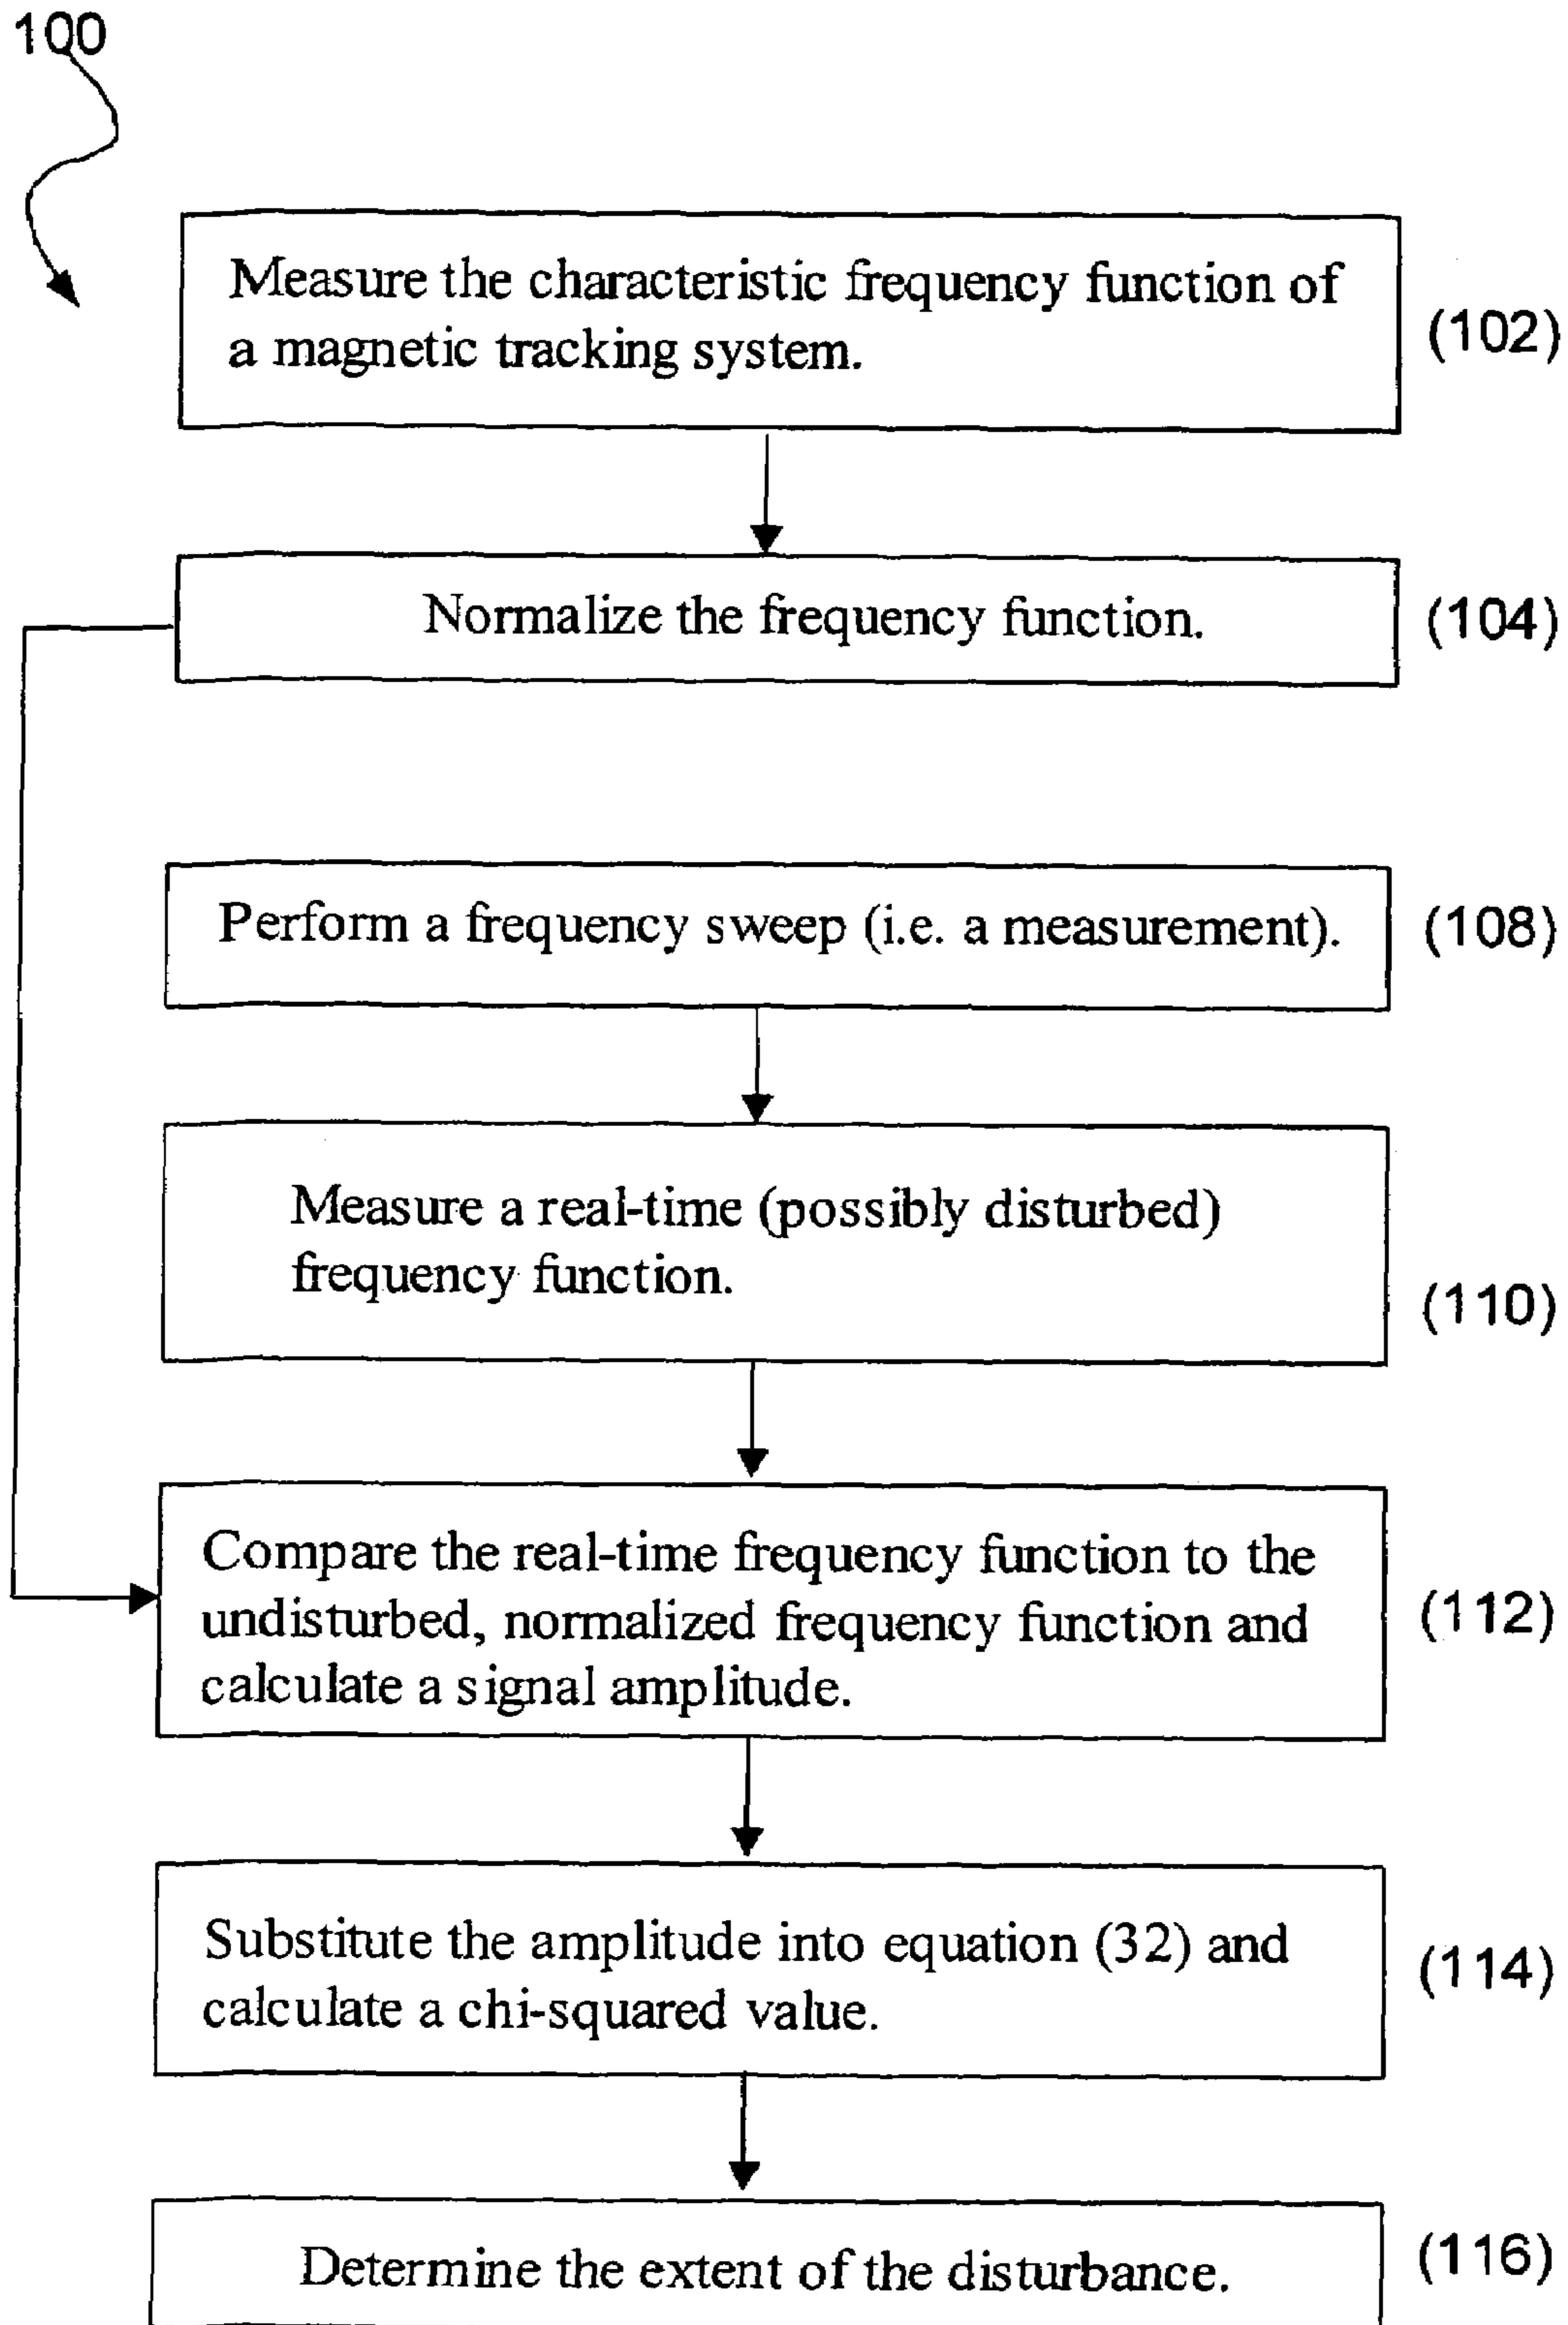 100
Measure the characteristic frequency function of
a magnetic tracking system.
(102)
Normalize the frequency function.
(104)
Perform a frequency sweep (i.e. a measurement).
(108)
Measure a real-time (possibly disturbed)
frequency function.
(110)
Compare the real-time frequency function to the
undisturbed, normalized frequency function and
calculate a signal amplitude.
(112)
Substitute the amplitude into equation (32) and
calculate a chi-squared value.
(114)
Determine the extent of the disturbance.
(116)